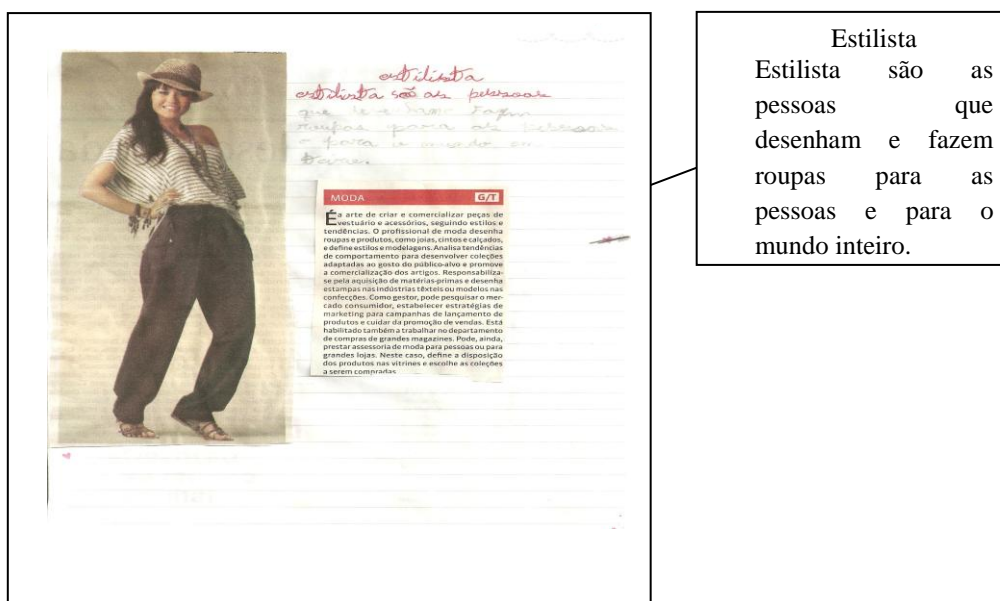 estilista
estilista são as pessoas
que Fazem
roupas para as pessoas
para o
MODA G/T
É a arte de criar e comercializar peças de
vestuário e acessórios, seguindo estilos e
tendências. O profissional de moda desenha
roupas e produtos, como joias, cintos e calçados,
e define estilos e modelagens. Analisa tendências
de comportamento para desenvolver coleções
adaptadas ao gosto do público-alvo e promove
a comercialização dos artigos. Responsabiliza-
se pela aquisição de matérias-primas e desenha
estampas nas indústrias têxteis ou modelos nas
confecções. Como gestor, pode pesquisar o mer-
cado consumidor, estabelecer estratégias de
marketing para campanhas de lançamento de
produtos e cuidar da promoção de vendas. Está
habilitado também a trabalhar no departamento
de compras de grandes magazines. Pode, ainda,
prestar assessoria de moda para pessoas ou para
grandes lojas. Neste caso, define a disposição
dos produtos nas vitrines e escolhe as coleções
a serem compradas
Estilista
Estilista são as
pessoas que
desenham e fazem
roupas para as
pessoas e para o
mundo inteiro.